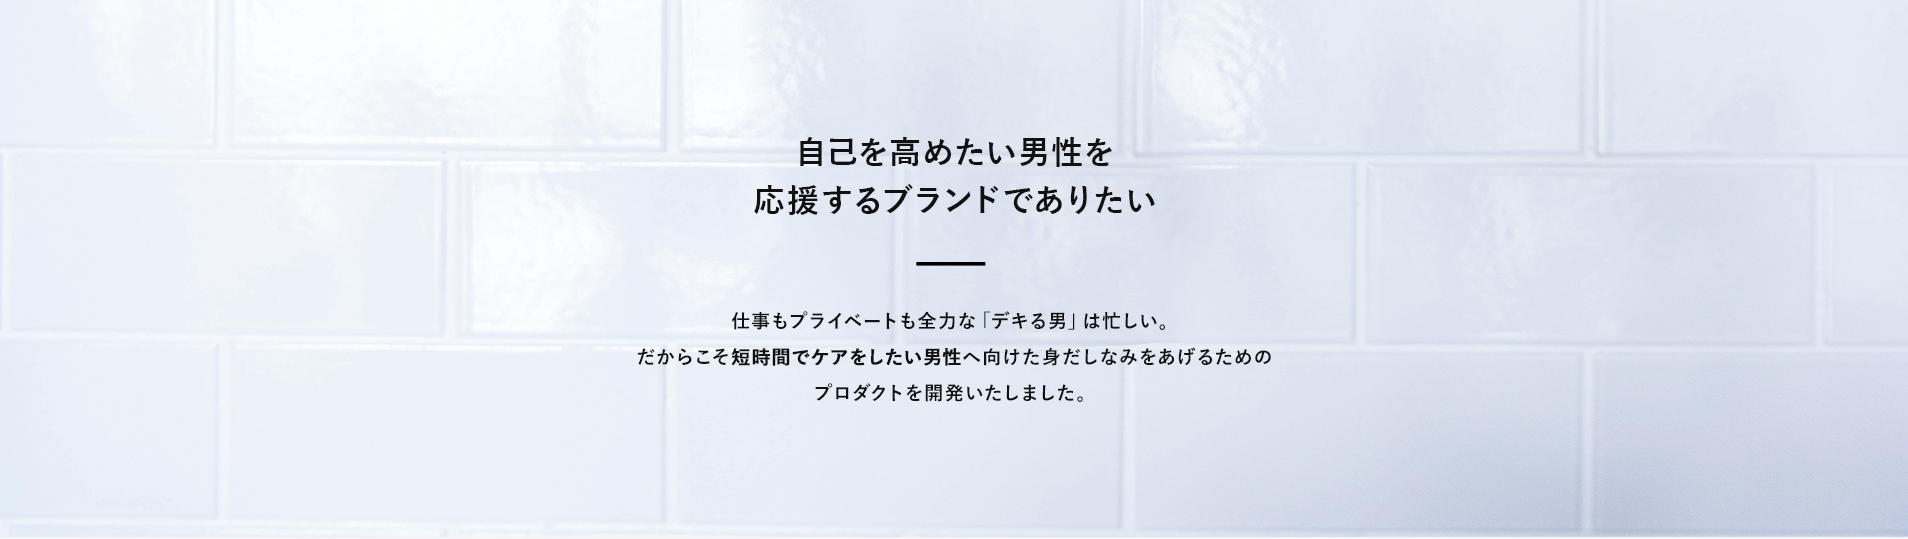 自己を高めたい男性を
応援するブランドでありたい
仕事もプライベートも全力な「デキる男」は忙しい。
だからこそ短時間でケアをしたい男性へ向けた身だしなみをあげるための
プロダクトを開発いたしました。